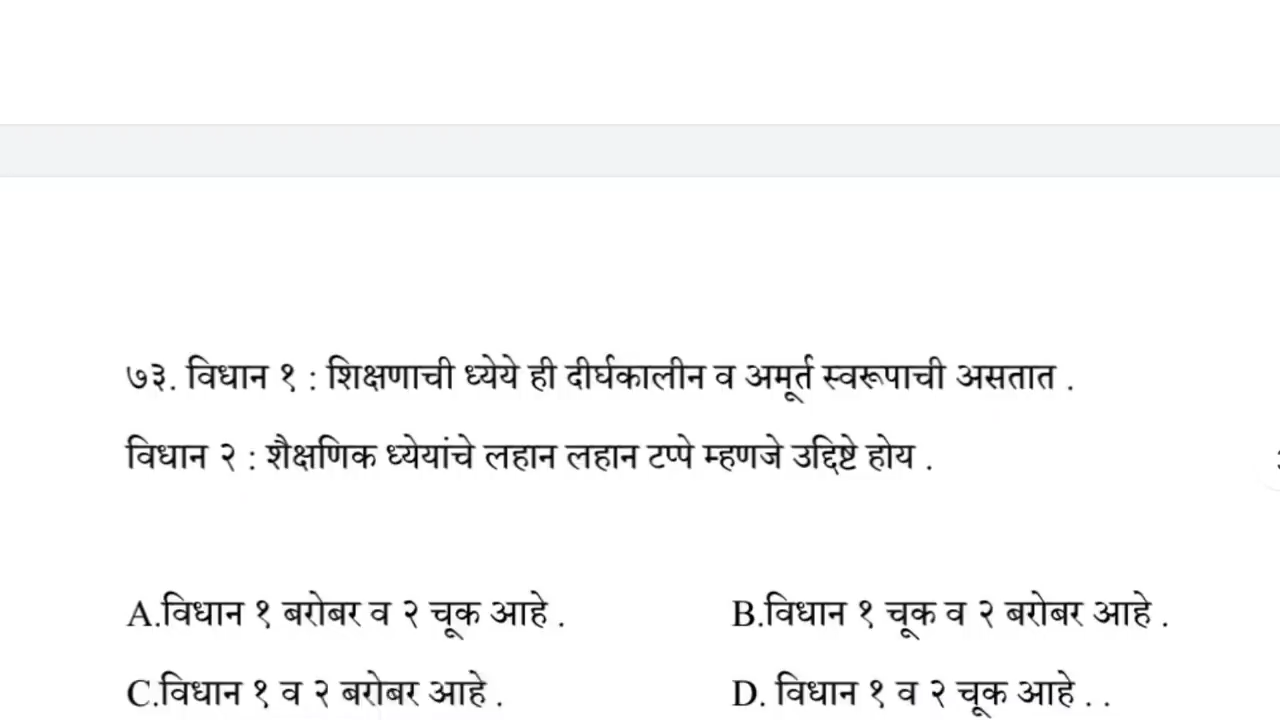 ७३. विधान १ : शिक्षणाची ध्येये ही दीर्घकालीन व अमूर्त स्वरूपाची असतात .
विधान २ : शैक्षणिक ध्येयांचे लहान लहान टप्पे म्हणजे उद्दिष्टे होय .
A.विधान १ बरोबर व २ चूक आहे . B.विधान १ चूक व २ बरोबर आहे .
C.विधान १ व २ बरोबर आहे . D. विधान १ व २ चूक आहे . .